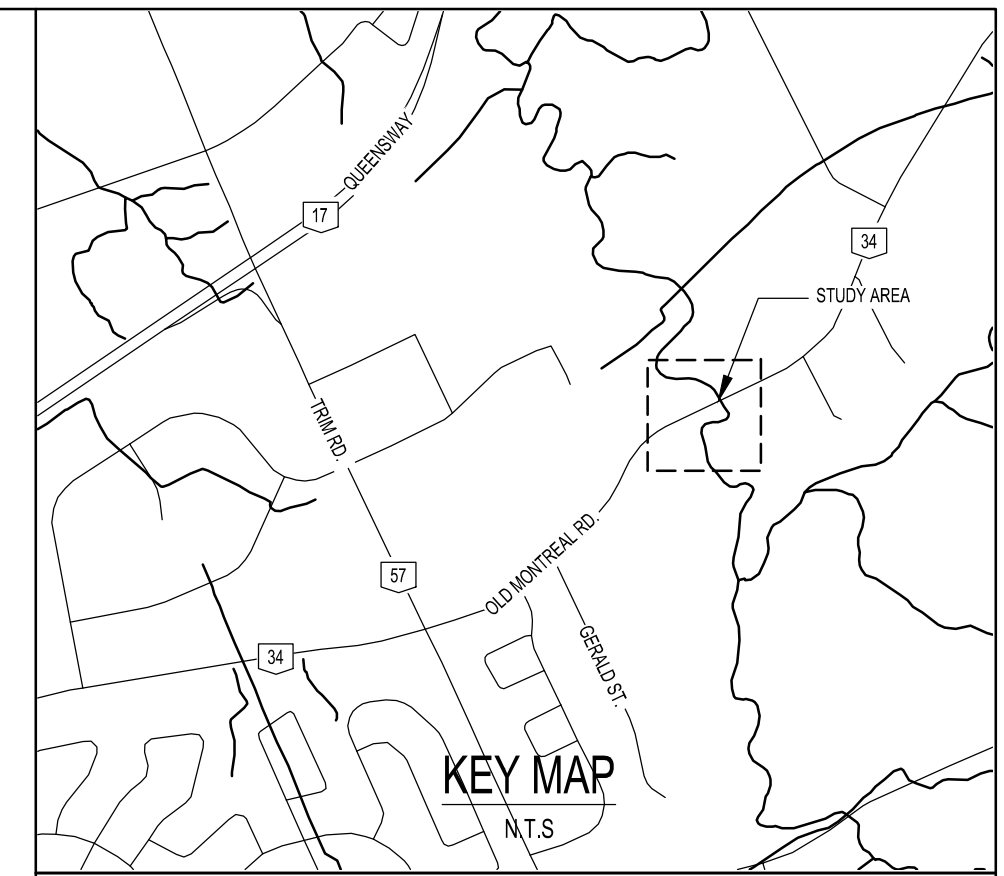 QUEENSWAY
17
34
STUDY AREA
TRIM RD.
57
OLD MONTREAL RD.
34
GERALD ST.
KEY MAP
N.T.S